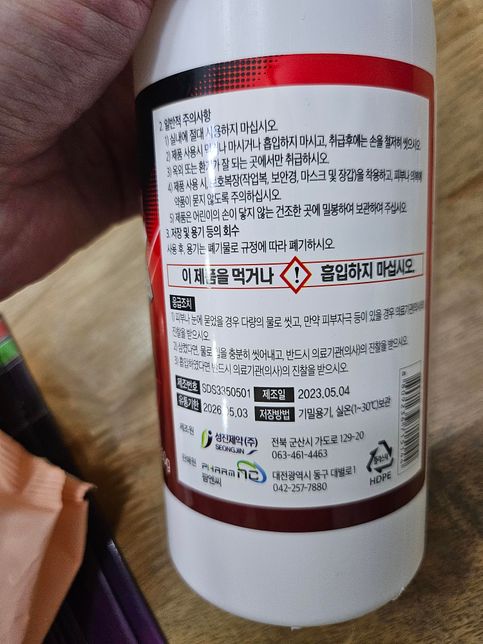 2. 일반적 주의사항
1) 실내에 절대 사용하지 마십시오.
2) 제품 사용시 먹거나 마시거나 흡입하지 마시고, 취급후에는 손을 철저히 씻으시오.
3) 옥외 또는 환기가 잘 되는 곳에서만 취급하시오.
4) 제품 사용 시, 보호복장(작업복, 보안경, 마스크 및 장갑)을 착용하고, 피부나 의복에
약품이 묻지 않도록 주의하십시오.
5) 제품은 어린이의 손이 닿지 않는 건조한 곳에 밀봉하여 보관하여 주십시오.
3. 저장 및 용기 등의 회수
사용 후, 용기는 폐기물로 규정에 따라 폐기하시오.
이 제품을 먹거나 ! 흡입하지 마십시오.
응급조치
1) 피부나 눈에 묻었을 경우 다량의 물로 씻고, 만약 피부자극 등이 있을 경우 의료기관(의사)의
진찰을 받으시오.
2) 삼켰다면, 물로 입을 충분히 씻어내고, 반드시 의료기관(의사)의 진찰을 받으시오.
3) 흡입하였다면 반드시 의료기관(의사)의 진찰을 받으시오.
제조번호 SDS3350501 제조일 2023.05.04
유통기한 2026.05.03 저장방법 기밀용기, 실온(1~30℃)보관
제조원 성진제약(주) SEONGJIN 전북 군산시 가도로 129-20
063-461-4463
판매원 PHARM NC 팜엔씨 대전광역시 동구 대별로1
042-257-7880
HDPE